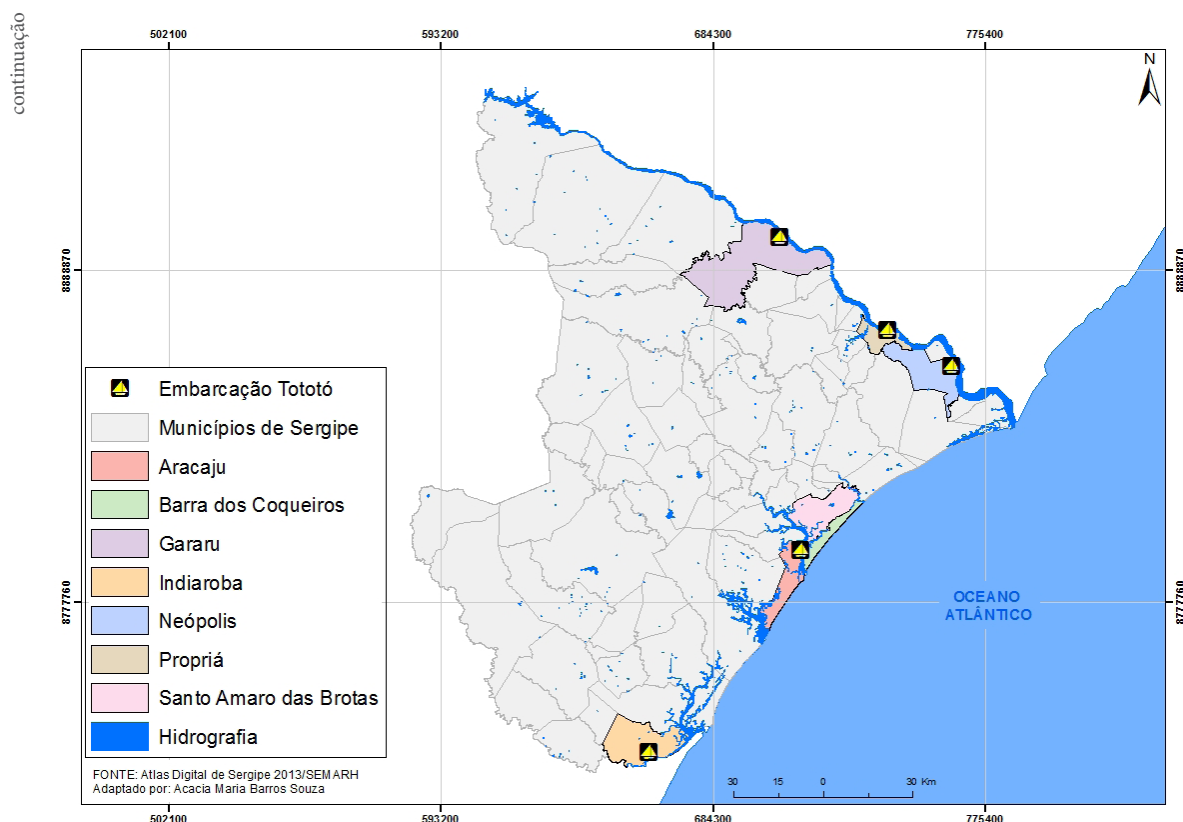 continuação
502100
593200
684300
775400
N
8888870
8888870
Embarcação Tototó
Municípios de Sergipe
Aracaju
Barra dos Coqueiros
Gararu
Indiaroba
Neópolis
Propriá
Santo Amaro das Brotas
Hidrografia
8777760
8777760
OCEANO
ATLÂNTICO
FONTE: Atlas Digital de Sergipe 2013/SEMARH
Adaptado por: Acacia Maria Barros Souza
30 15 0 30 Km
502100
593200
684300
775400